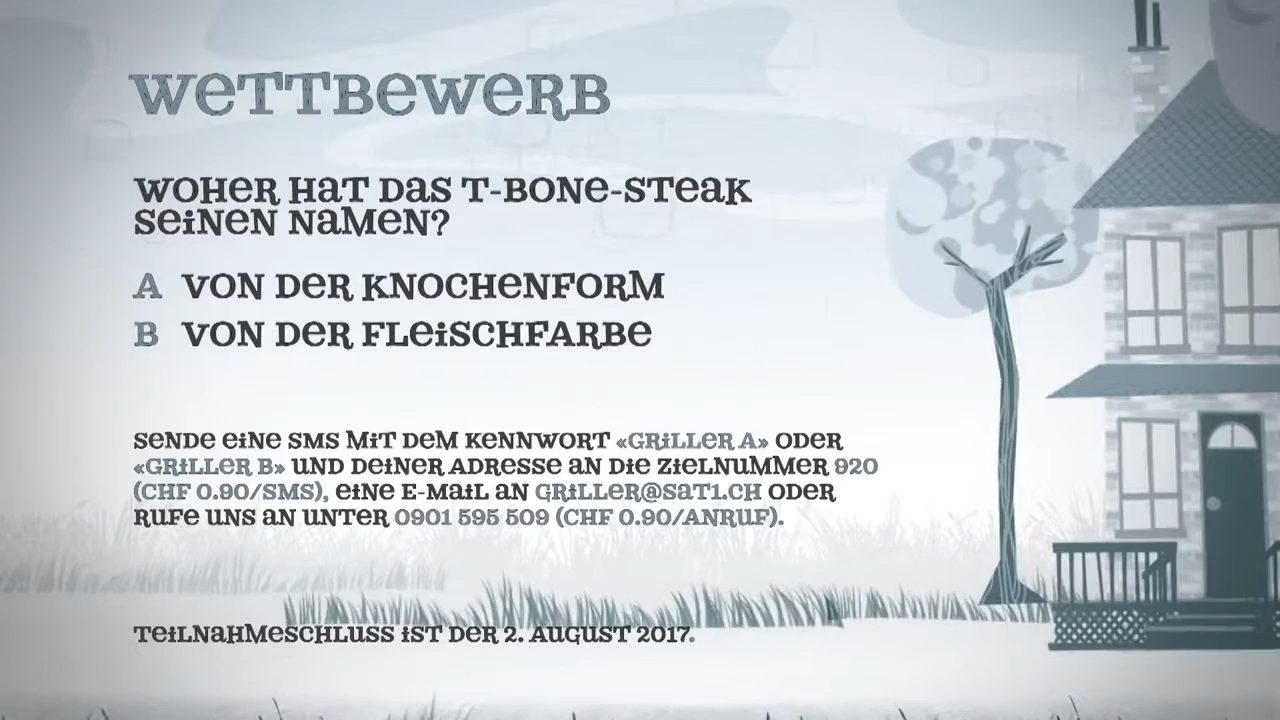 WETTBEWERB
WOHER HAT DAS T-BONE-STEAK
SEINEN NAMEN?
A VON DER KNOCHENFORM
B VON DER FLEISCHFARBE
SENDE EINE SMS MIT DEM KENNWORT «GRILLER A» ODER
«GRILLER B» UND DEINER ADRESSE AN DIE ZIELNUMMER 920
(CHF 0.90/SMS), EINE E-MAIL AN GRILLER@SAT1.CH ODER
RUFE UNS AN UNTER 0901 595 509 (CHF 0.90/ANRUF).
TEILNAHMESCHLUSS IST DER 2. AUGUST 2017.